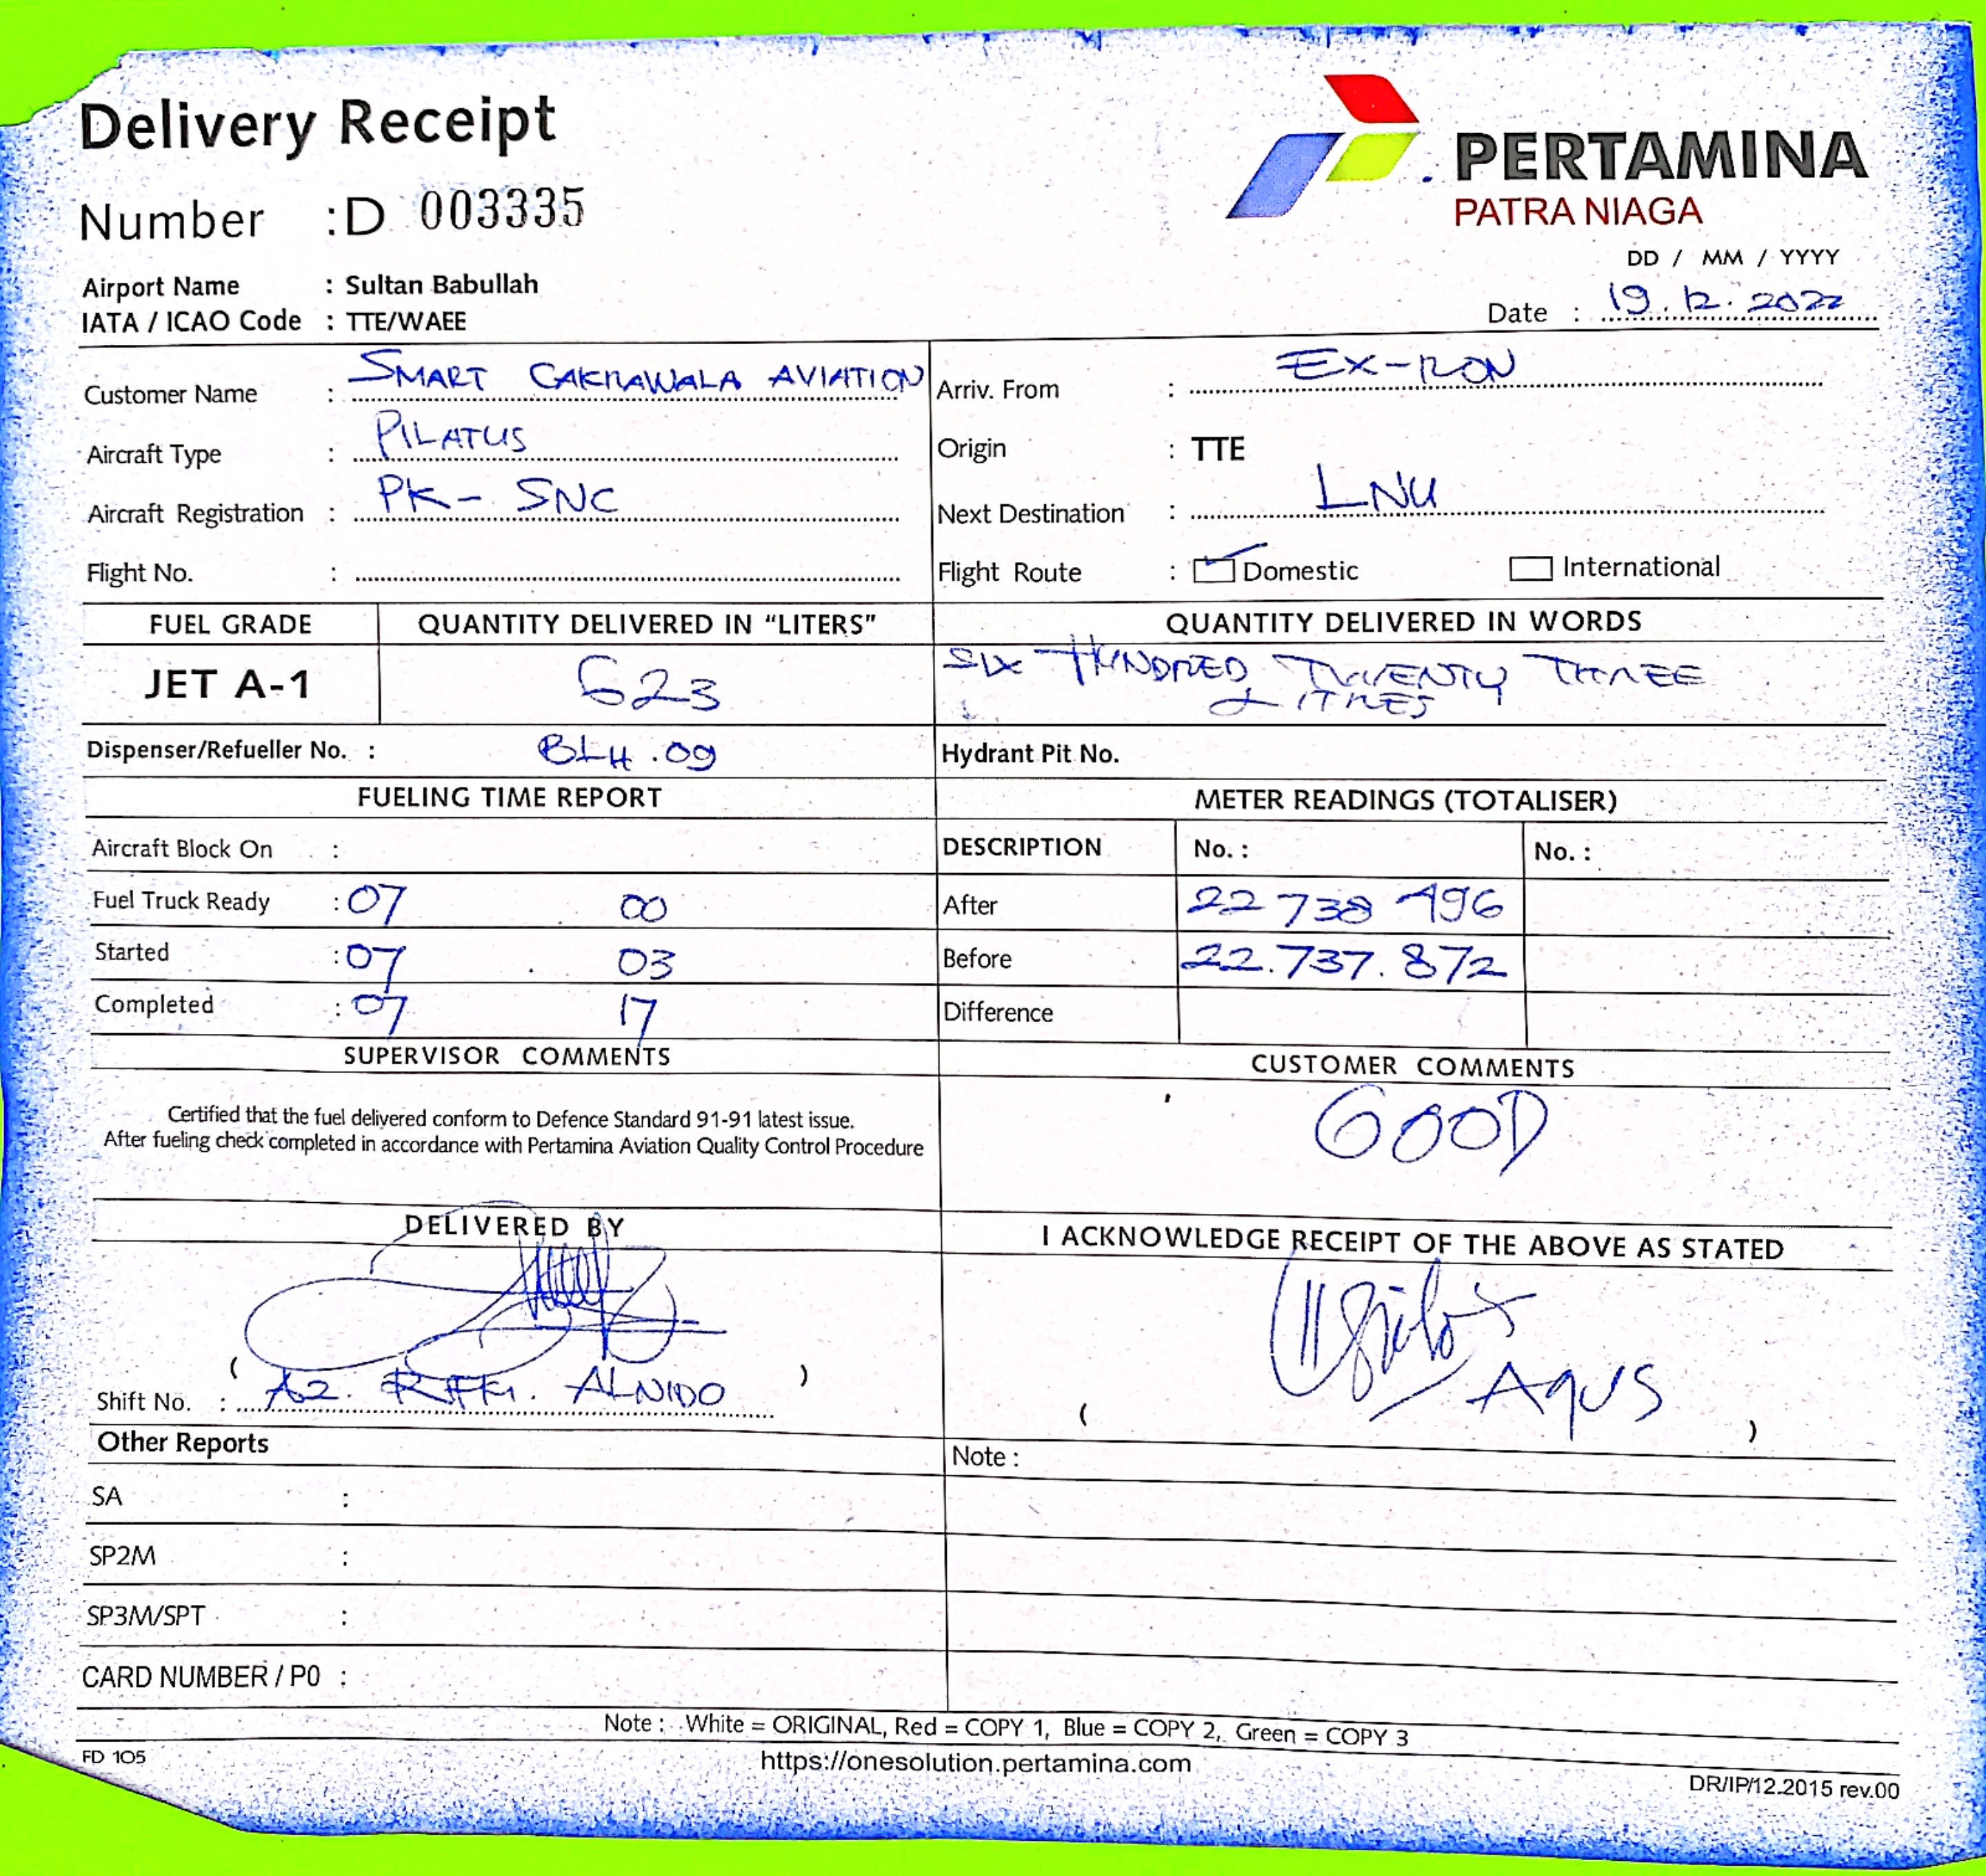 Delivery Receipt
PERTAMINA
PATRA NIAGA
Number : D 003335
DD / MM / YYYY
Airport Name : Sultan Babullah
IATA / ICAO Code : TTE/WAEE
Date : 19.12.2022
Customer Name : SMART CAKRAWALA AVIATION
Arriv. From : EX-RON
Aircraft Type : PILATUS
Origin : TTE
Aircraft Registration : PK-SNC
Next Destination : LNU
Flight No. :
Flight Route : Domestic International
FUEL GRADE QUANTITY DELIVERED IN "LITERS" QUANTITY DELIVERED IN WORDS
JET A-1 623 SIX HUNDRED TWENTY THREE
LITRES
Dispenser/Refueller No. : BLH.09 Hydrant Pit No.
FUELING TIME REPORT METER READINGS (TOTALISER)
Aircraft Block On : DESCRIPTION No. : No. :
Fuel Truck Ready : 07 00 After 22 738 496
Started : 07 03 Before 22.737.872
Completed : 07 17 Difference
SUPERVISOR COMMENTS CUSTOMER COMMENTS
Certified that the fuel delivered conform to Defence Standard 91-91 latest issue.
After fueling check completed in accordance with Pertamina Aviation Quality Control Procedure
GOOD
DELIVERED BY I ACKNOWLEDGE RECEIPT OF THE ABOVE AS STATED
( )
Shift No. : A2. ALNIDO
( Agus )
Other Reports Note :
SA :
SP2M :
SP3M/SPT :
CARD NUMBER / PO :
Note : White = ORIGINAL, Red = COPY 1, Blue = COPY 2, Green = COPY 3
FD 105
https://onesolution.pertamina.com
DR/IP/12.2015 rev.00